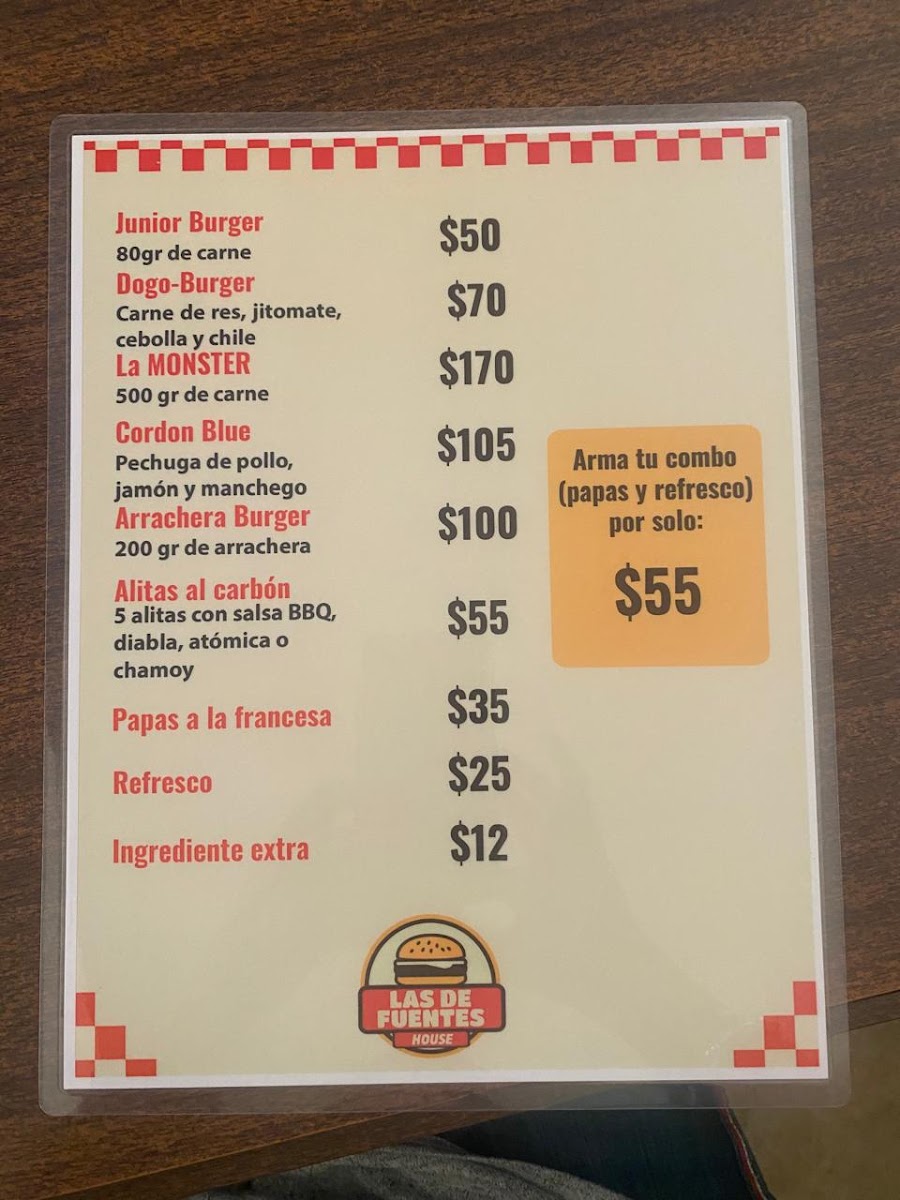 Junior Burger
$50
80gr de carne
Dogo-Burger
$70
Carne de res, jitomate,
cebolla y chile
La MONSTER
$170
500 gr de carne
Cordon Blue
$105
Pechuga de pollo,
jamón y manchego
Arrachera Burger
$100
200 gr de arrachera
Alitas al carbón
5 alitas con salsa BBQ,
$55
diabla, atómica o
chamoy
Papas a la francesa
$35
Refresco
$25
Ingrediente extra
$12
Arma tu combo
(papas y refresco)
por solo:
$55
LAS DE
FUENTES
HOUSE